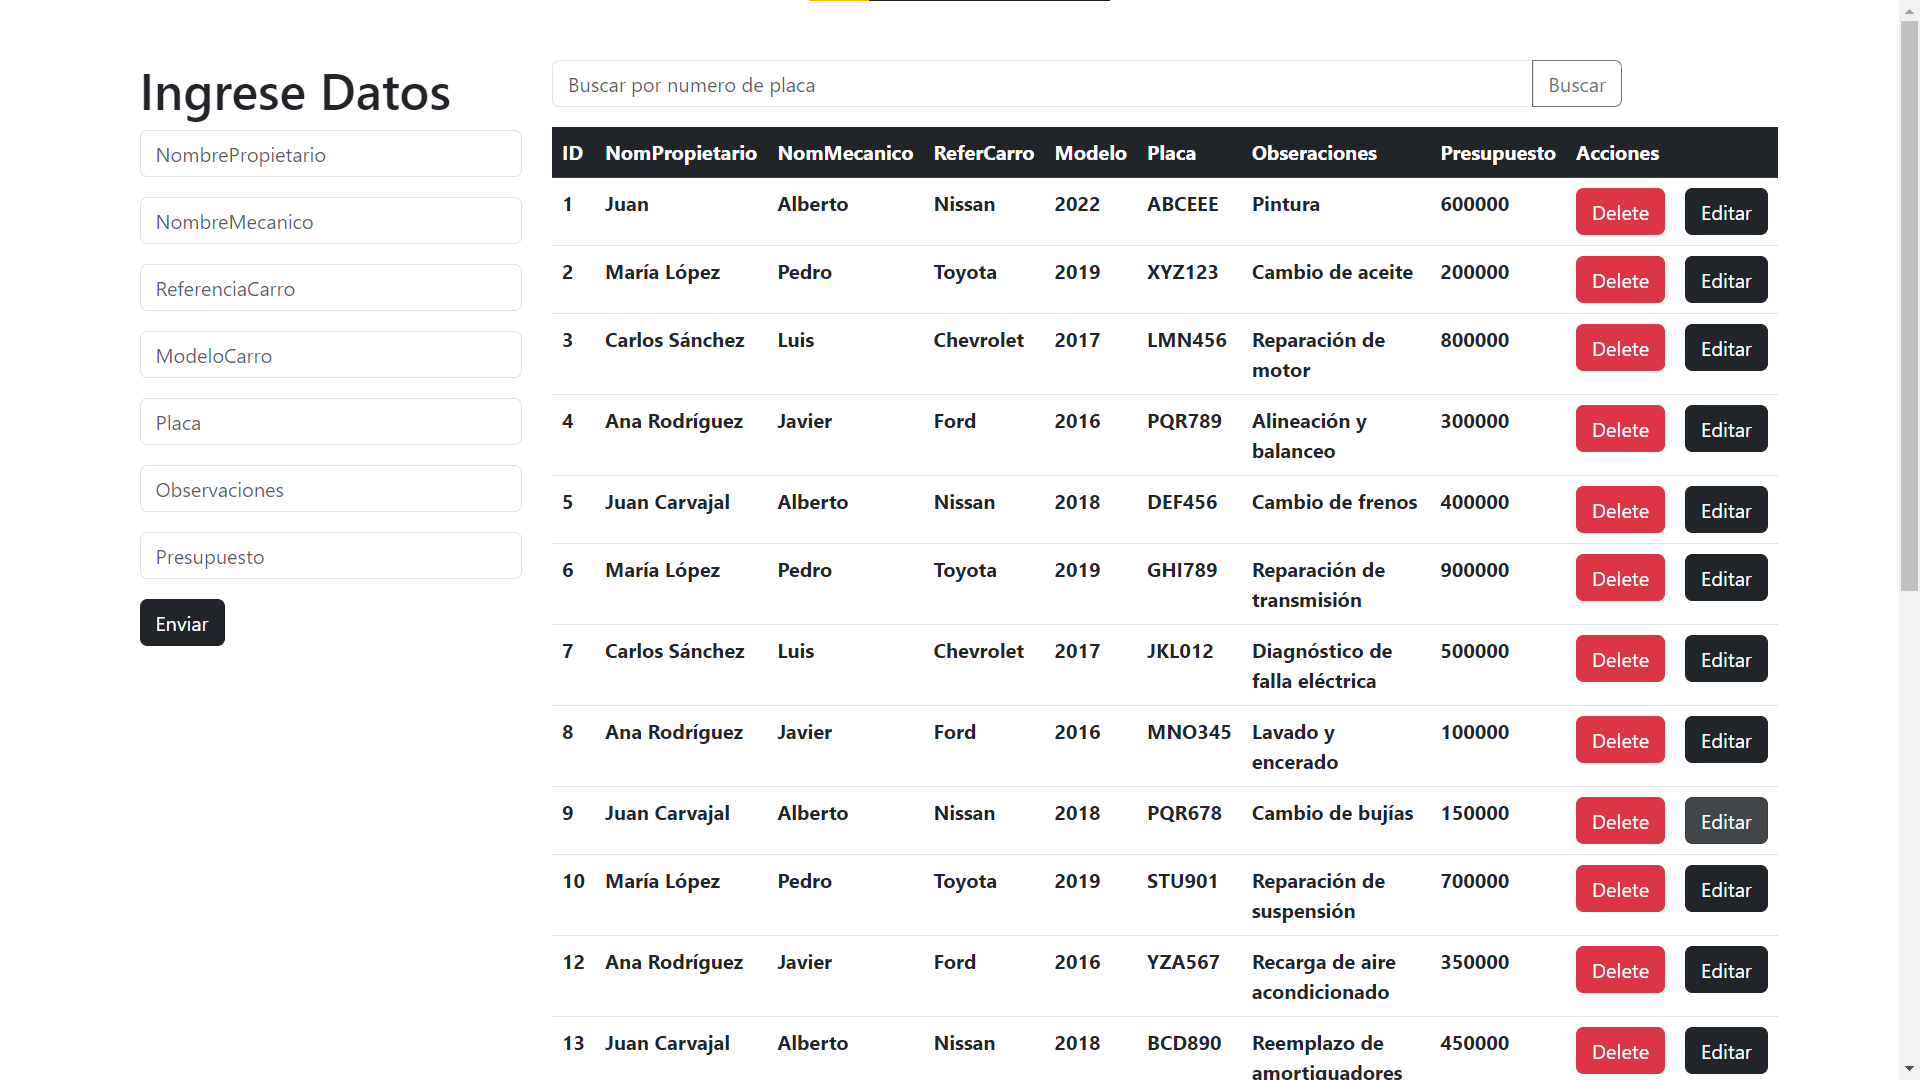 Ingrese Datos
NombrePropietario
NombreMecanico
ReferenciaCarro
ModeloCarro
Placa
Observaciones
Presupuesto
Enviar
Buscar por numero de placa Buscar
ID NomPropietario NomMecanico ReferCarro Modelo Placa Obseraciones Presupuesto Acciones
1 Juan Alberto Nissan 2022 ABCEEE Pintura 600000 Delete Editar
2 María López Pedro Toyota 2019 XYZ123 Cambio de aceite 200000 Delete Editar
3 Carlos Sánchez Luis Chevrolet 2017 LMN456 Reparación de 800000 Delete Editar
motor
4 Ana Rodríguez Javier Ford 2016 PQR789 Alineación y 300000 Delete Editar
balanceo
5 Juan Carvajal Alberto Nissan 2018 DEF456 Cambio de frenos 400000 Delete Editar
6 María López Pedro Toyota 2019 GHI789 Reparación de 900000 Delete Editar
transmisión
7 Carlos Sánchez Luis Chevrolet 2017 JKL012 Diagnóstico de 500000 Delete Editar
falla eléctrica
8 Ana Rodríguez Javier Ford 2016 MNO345 Lavado y 100000 Delete Editar
encerado
9 Juan Carvajal Alberto Nissan 2018 PQR678 Cambio de bujías 150000 Delete Editar
10 María López Pedro Toyota 2019 STU901 Reparación de 700000 Delete Editar
suspensión
12 Ana Rodríguez Javier Ford 2016 YZA567 Recarga de aire 350000 Delete Editar
acondicionado
13 Juan Carvajal Alberto Nissan 2018 BCD890 Reemplazo de 450000 Delete Editar
amortiguadores